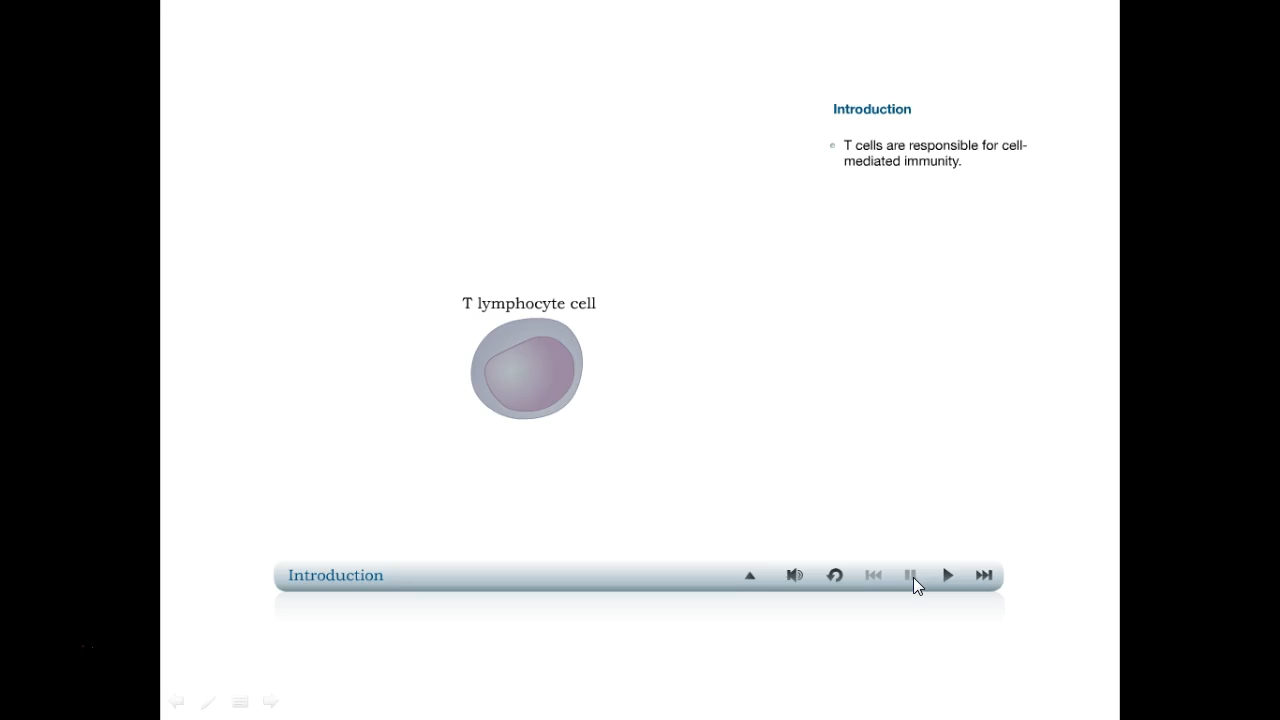 Introduction
T cells are responsible for cell-
mediated immunity.
T lymphocyte cell
Introduction